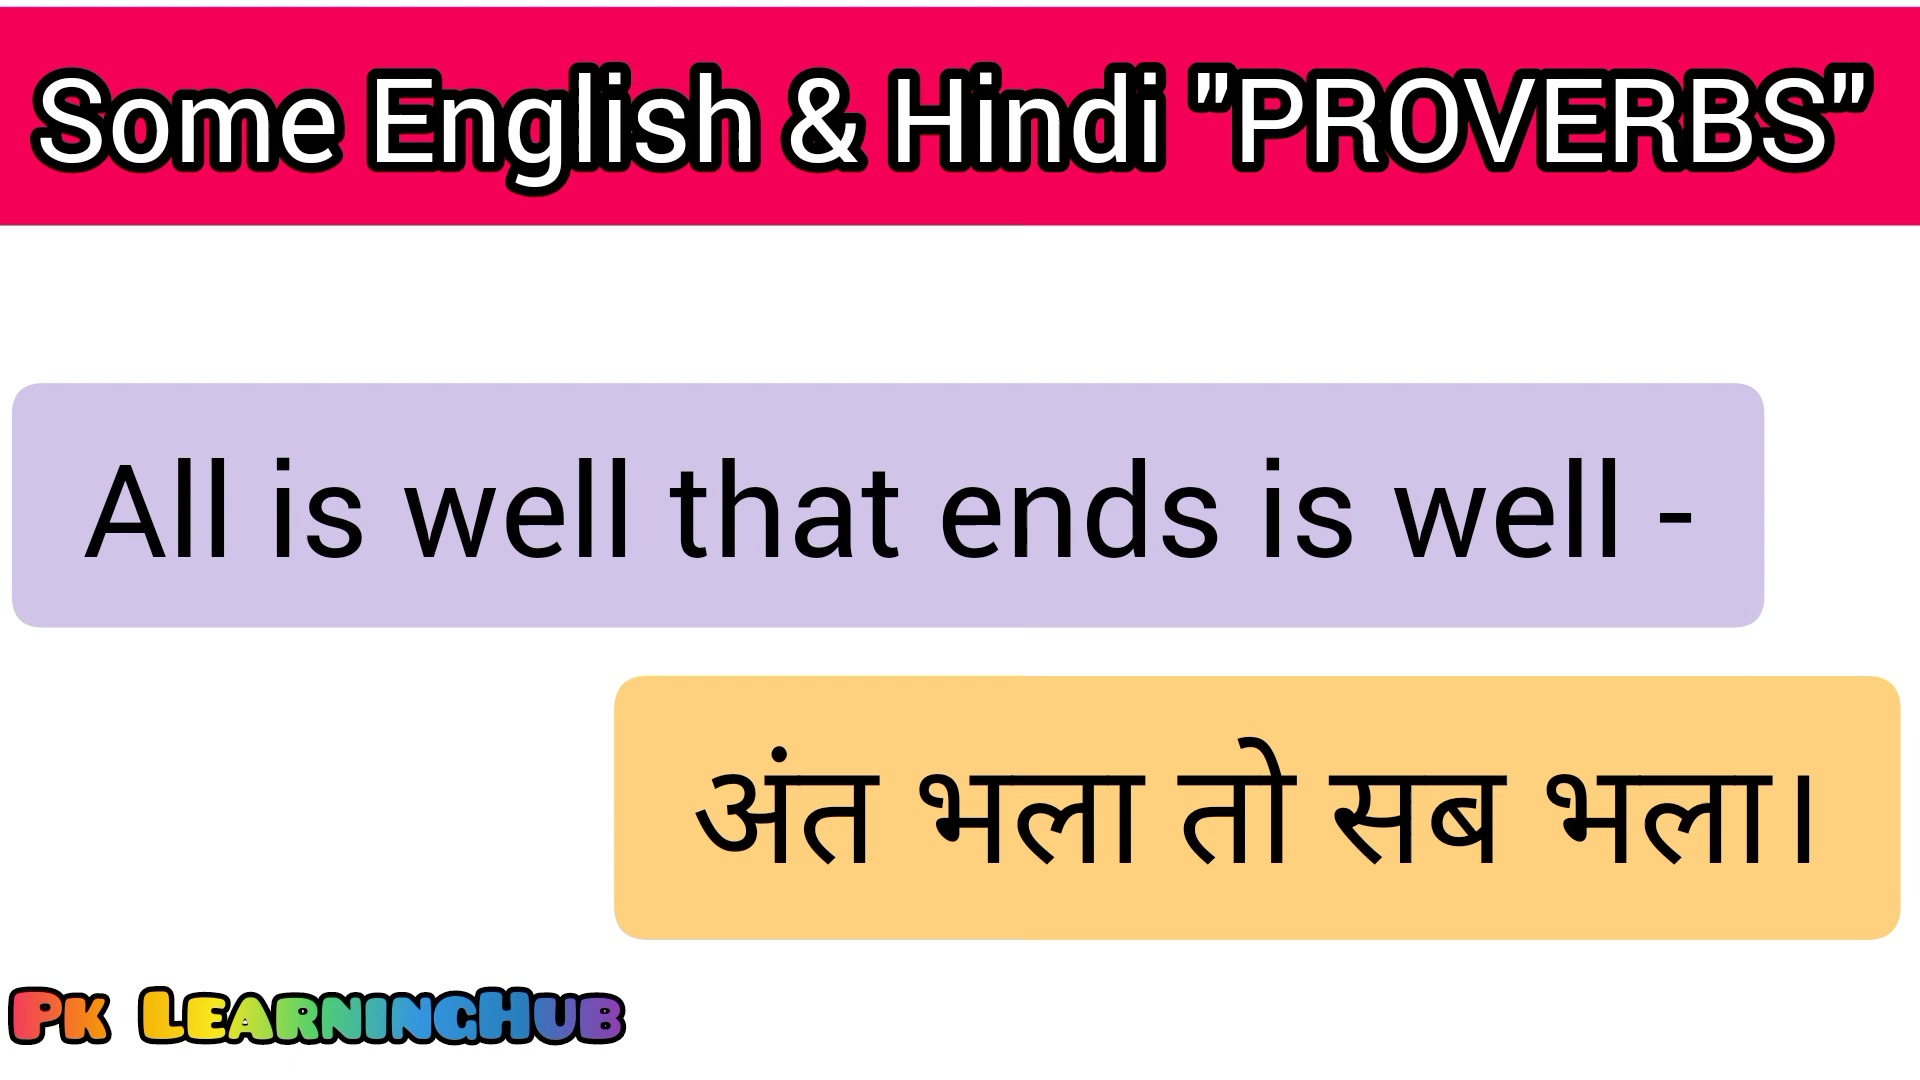 Some English & Hindi "PROVERBS"
All is well that ends is well -
अंत भला तो सब भला।
PK LEARNINGHUB